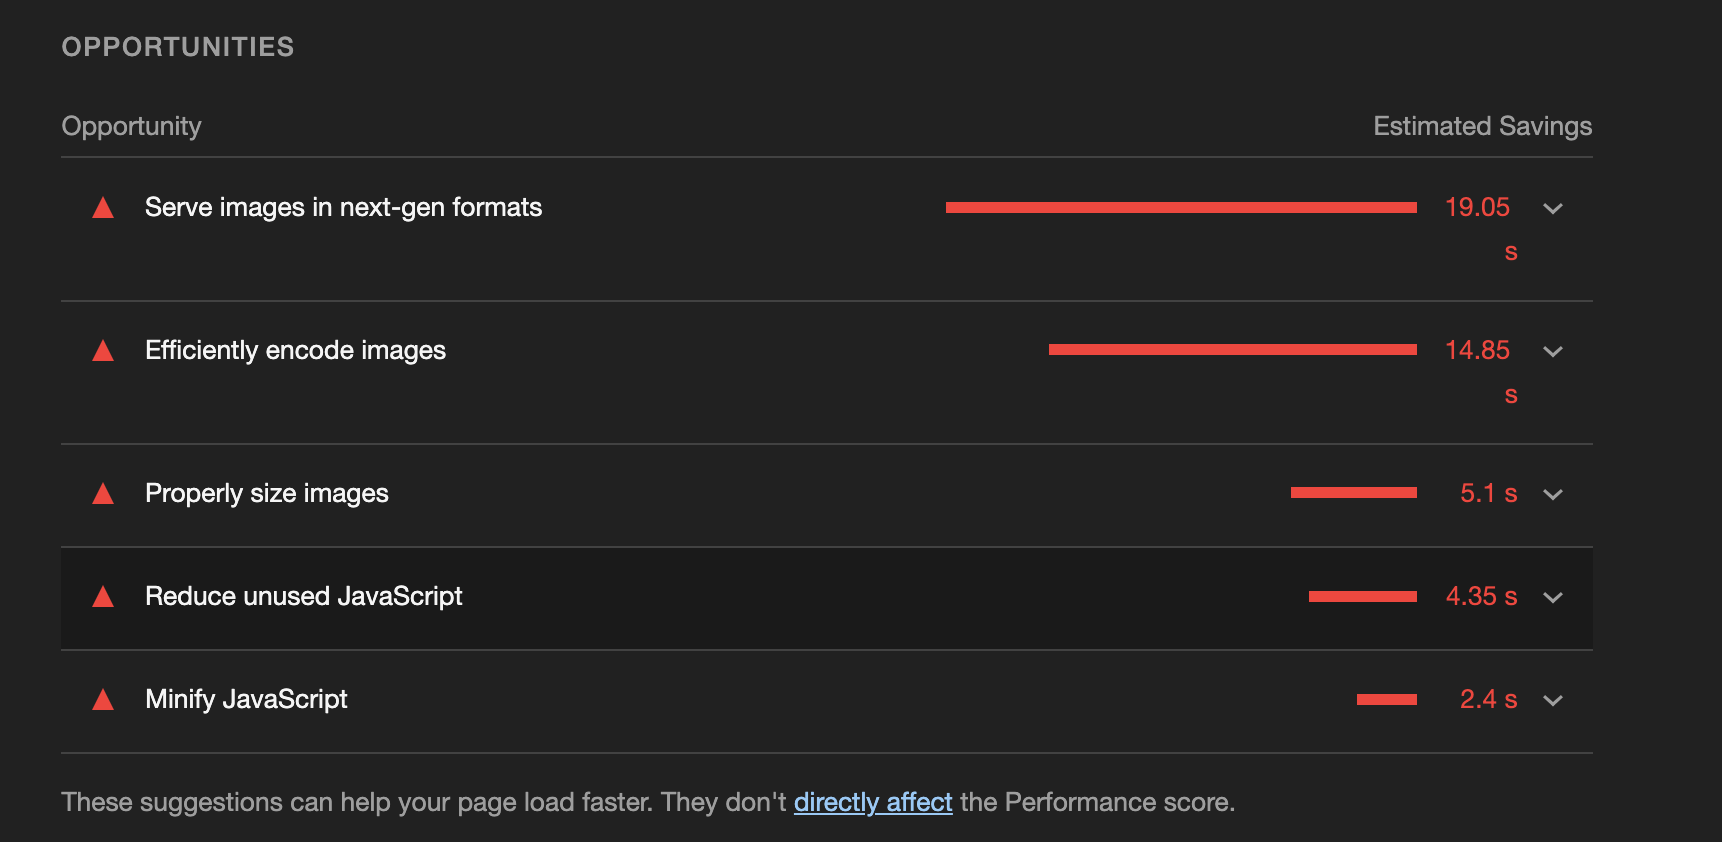 OPPORTUNITIES
Opportunity Estimated Savings
Serve images in next-gen formats 19.05
s
Efficiently encode images 14.85
s
Properly size images 5.1 s
Reduce unused JavaScript 4.35 s
Minify JavaScript 2.4 s
These suggestions can help your page load faster. They don't directly affect the Performance score.